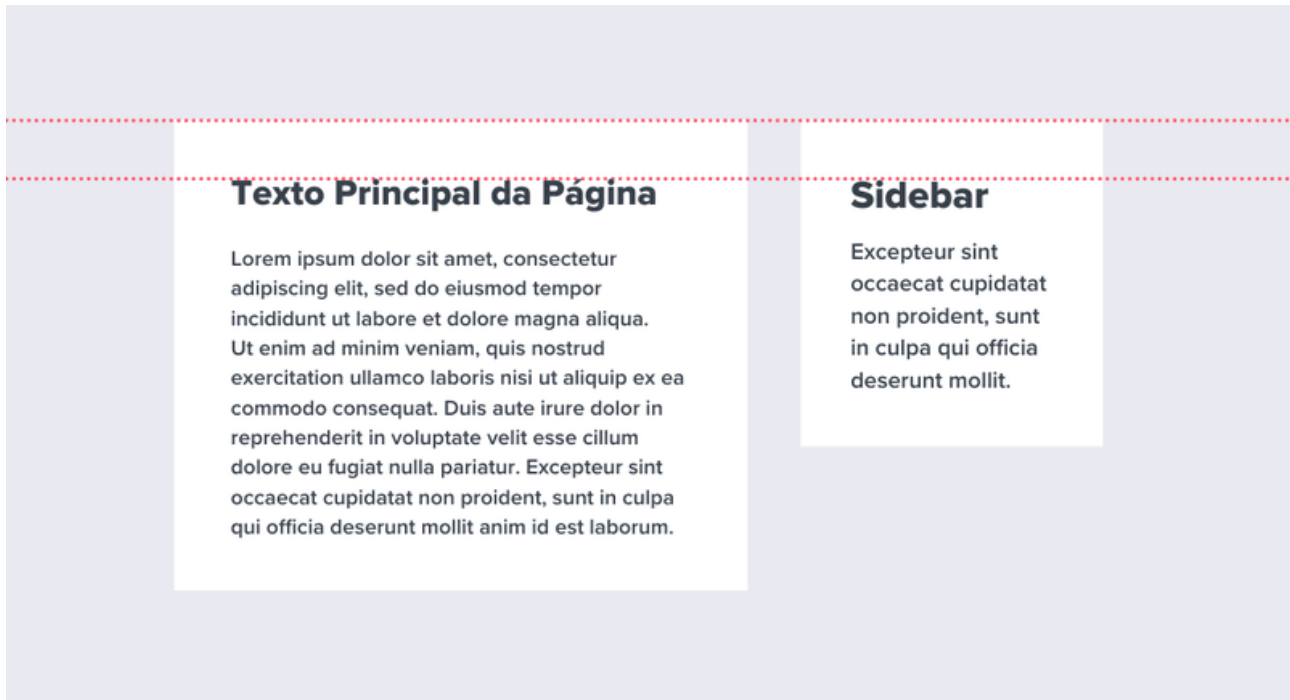 Texto Principal da Página
Lorem ipsum dolor sit amet, consectetur
adipiscing elit, sed do eiusmod tempor
incididunt ut labore et dolore magna aliqua.
Ut enim ad minim veniam, quis nostrud
exercitation ullamco laboris nisi ut aliquip ex ea
commodo consequat. Duis aute irure dolor in
reprehenderit in voluptate velit esse cillum
dolore eu fugiat nulla pariatur. Excepteur sint
occaecat cupidatat non proident, sunt in culpa
qui officia deserunt mollit anim id est laborum.
Sidebar
Excepteur sint
occaecat cupidatat
non proident, sunt
in culpa qui officia
deserunt mollit.